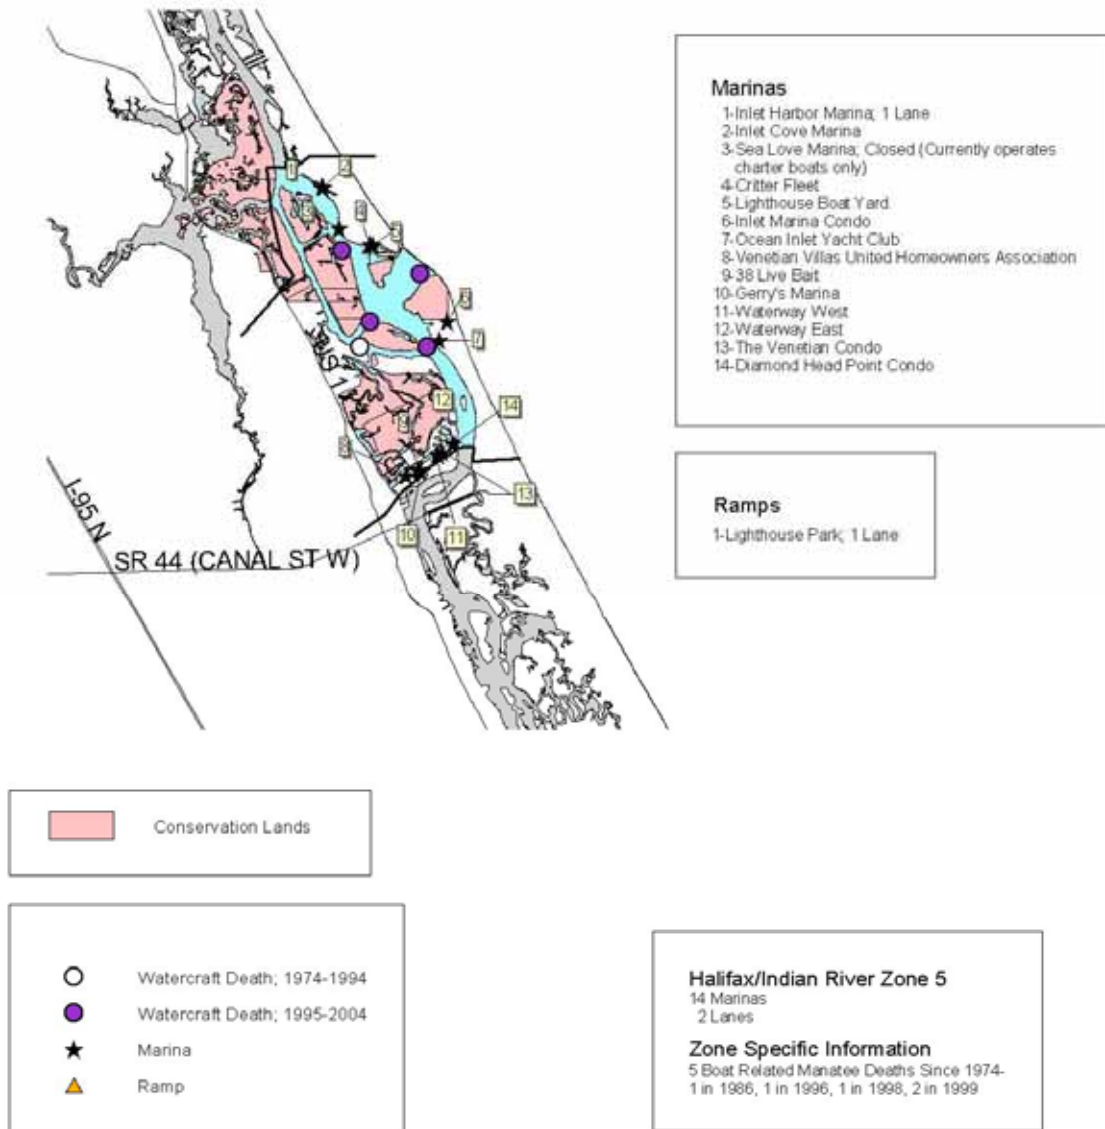 Marinas
1-Inlet Harbor Marina; 1 Lane
2-Inlet Cove Marina
3-Sea Love Marina; Closed (Currently operates
charter boats only)
4-Critter Fleet
5-Lighthouse Boat Yard
6-Inlet Marina Condo
7-Ocean Inlet Yacht Club
8-Venetian Villas United Homeowners Association
9-38 Live Bait
10-Gerry's Marina
11-Waterway West
12-Waterway East
13-The Venetian Condo
14-Diamond Head Point Condo
Ramps
1-Lighthouse Park; 1 Lane
1
2
4
6
7
12
14
13
10
11
I-95 N
SR 44 (CANAL ST W)
Conservation Lands
Watercraft Death; 1974-1994
Watercraft Death; 1995-2004
Marina
Ramp
Halifax/Indian River Zone 5
14 Marinas
2 Lanes
Zone Specific Information
5 Boat Related Manatee Deaths Since 1974-
1 in 1986, 1 in 1996, 1 in 1998, 2 in 1999